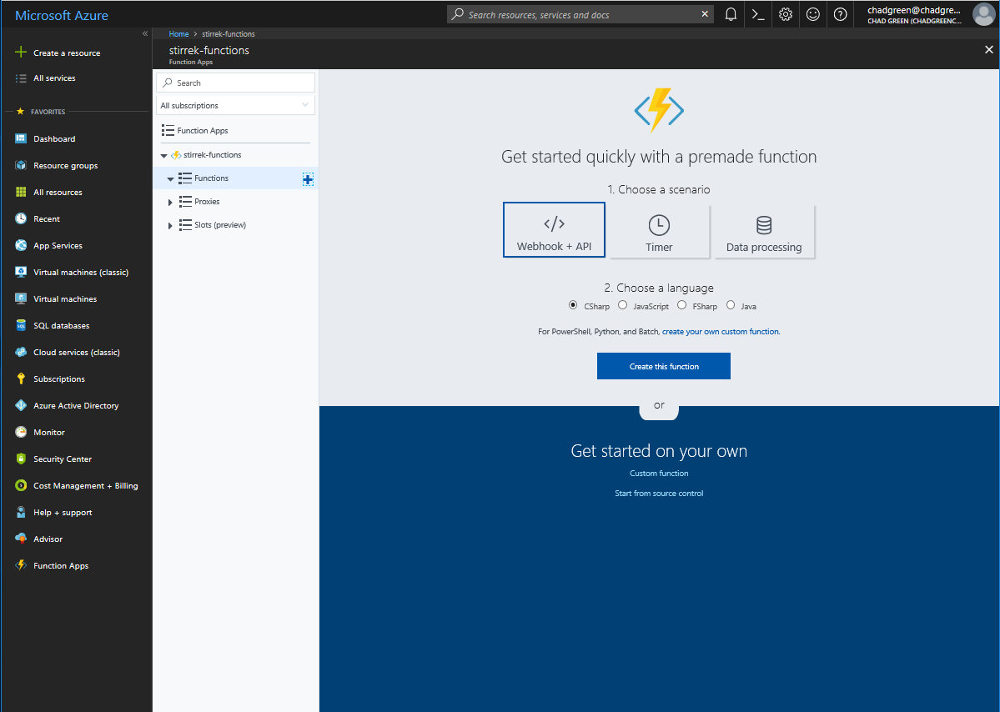 Microsoft Azure
Search resources, services and docs
chadgreen@chadgre...
CHAD GREEN (CHADGREENC...
Home > stirrek-functions
stirrek-functions
Function Apps
Create a resource
All services
FAVORITES
Dashboard
Resource groups
All resources
Recent
App Services
Virtual machines (classic)
Virtual machines
SQL databases
Cloud services (classic)
Subscriptions
Azure Active Directory
Monitor
Security Center
Cost Management + Billing
Help + support
Advisor
Function Apps
Search
All subscriptions
Function Apps
stirrek-functions
Functions
Proxies
Slots (preview)
Get started quickly with a premade function
1. Choose a scenario
Webhook + API
Timer
Data processing
2. Choose a language
CSharp JavaScript FSharp Java
For PowerShell, Python, and Batch, create your own custom function.
Create this function
or
Get started on your own
Custom function
Start from source control